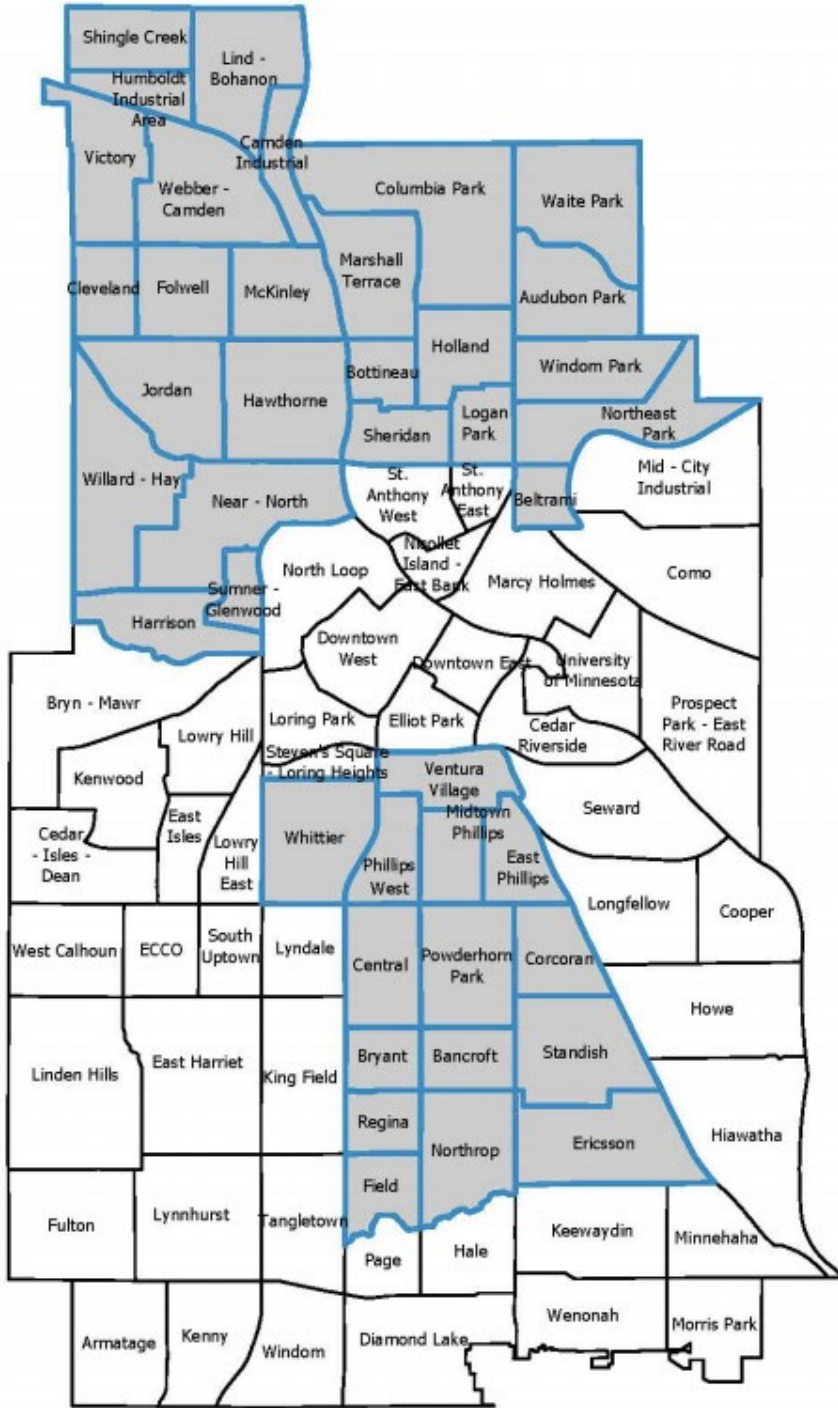 Shingle Creek
Lind -
Bohanon
Humboldt
Industrial
Area
Camden
Industrial
Victory
Webber -
Camden
Columbia Park
Waite Park
Cleveland
Folwell
McKinley
Marshall
Terrace
Audubon Park
Jordan
Hawthorne
Bottineau
Holland
Windom Park
Sheridan
Logan
Park
Northeast
Park
Willard - Hay
Near - North
St.
Anthony
West
St.
Anthony
East
Beltrami
Mid - City
Industrial
Nicollet
Island -
East Bank
North Loop
Marcy Holmes
Como
Sumner -
Glenwood
Harrison
Downtown
West
Downtown East
University
of Minnesota
Bryn - Mawr
Lowry Hill
Loring Park
Elliot Park
Cedar
Riverside
Prospect
Park - East
River Road
Steven's Square
- Loring Heights
Kenwood
Ventura
Village
Cedar
- Isles -
Dean
East
Isles
Lowry
Hill
East
Whittier
Midtown
Phillips
Seward
Phillips
West
East
Phillips
Longfellow
Cooper
West Calhoun
ECCO
South
Uptown
Lyndale
Central
Powderhorn
Park
Corcoran
Howe
Linden Hills
East Harriet
King Field
Bryant
Bancroft
Standish
Regina
Northrop
Ericsson
Hiawatha
Field
Fulton
Lynnhurst
Tangletown
Page
Hale
Keewaydin
Minnehaha
Armatage
Kenny
Windom
Diamond Lake
Wenonah
Morris Park